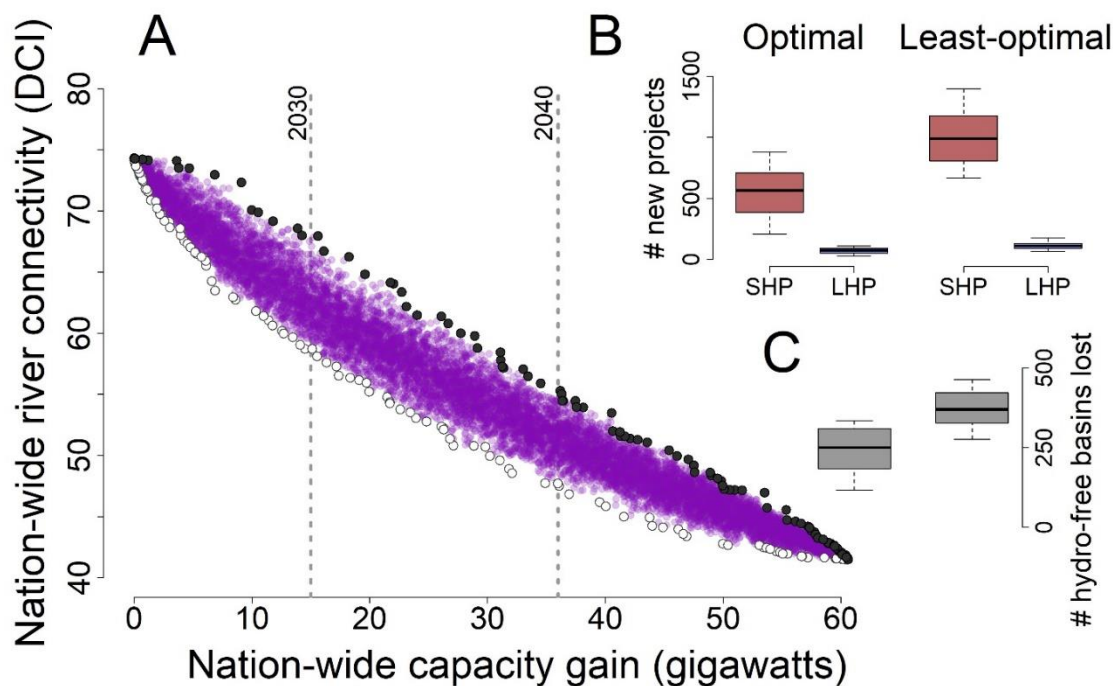 A
Nation-wide river connectivity (DCI)
80
70
60
50
40
2030
2040
0 10 20 30 40 50 60
Nation-wide capacity gain (gigawatts)
B
Optimal Least-optimal
# new projects
1500
500
0
SHP LHP SHP LHP
C
500
250
0
# hydro-free basins lost